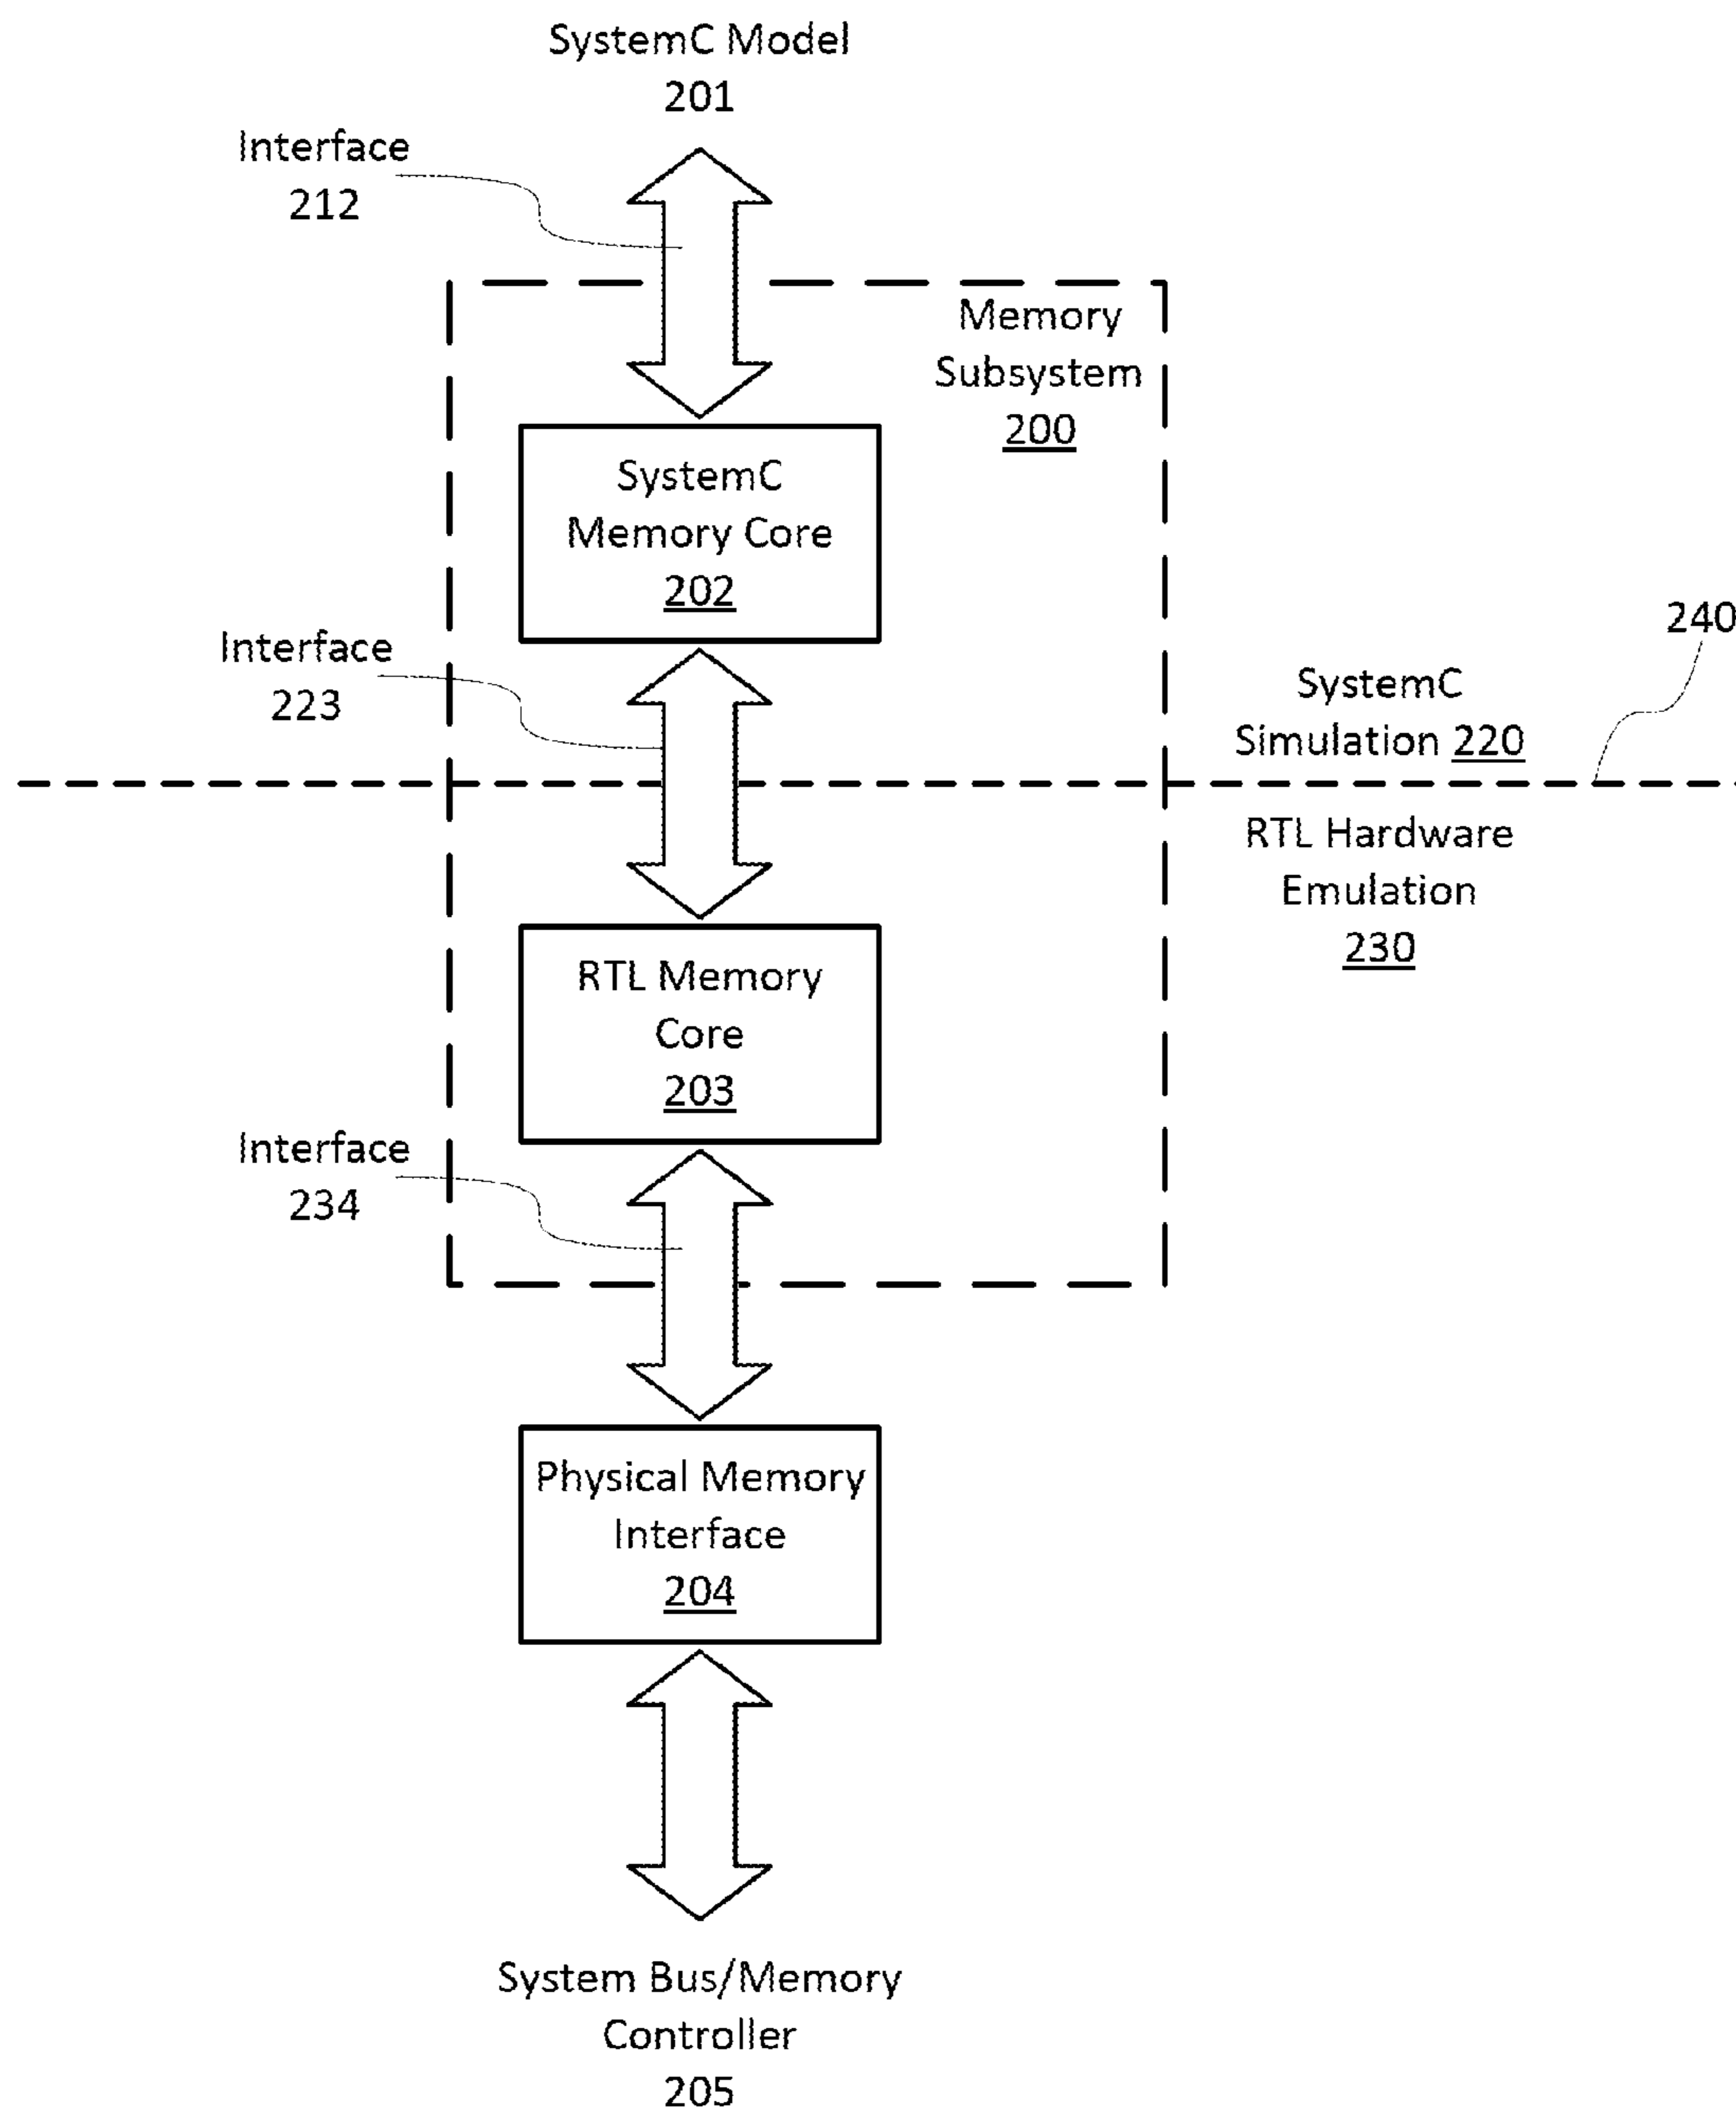 SystemC Model
201
Interface
212
Memory
Subsystem
200
SystemC
Memory Core
202
Interface
223
240
SystemC
Simulation 220
RTL Hardware
Emulation
230
RTL Memory
Core
203
Interface
234
Physical Memory
Interface
204
System Bus/Memory
Controller
205